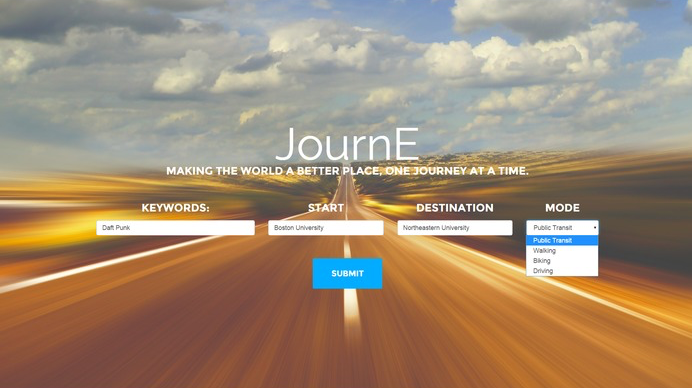 JournE
MAKING THE WORLD A BETTER PLACE, ONE JOURNEY AT A TIME.
KEYWORDS: START DESTINATION MODE
Daft Punk Boston University Northeastern University Public Transit
Public Transit
Walking
Biking
Driving
SUBMIT